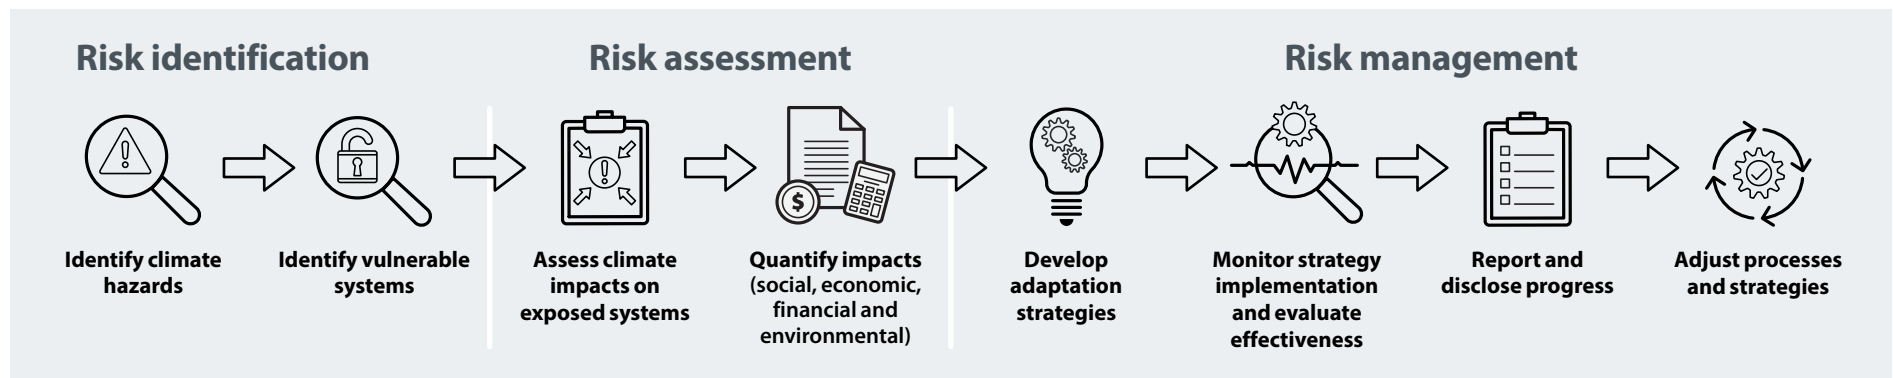 Risk identification
Risk assessment
Risk management
$
Identify climate
hazards
Identify vulnerable
systems
Assess climate
impacts on
exposed systems
Quantify impacts
(social, economic,
financial and
environmental)
Develop
adaptation
strategies
Monitor strategy
implementation
and evaluate
effectiveness
Report and
disclose progress
Adjust processes
and strategies